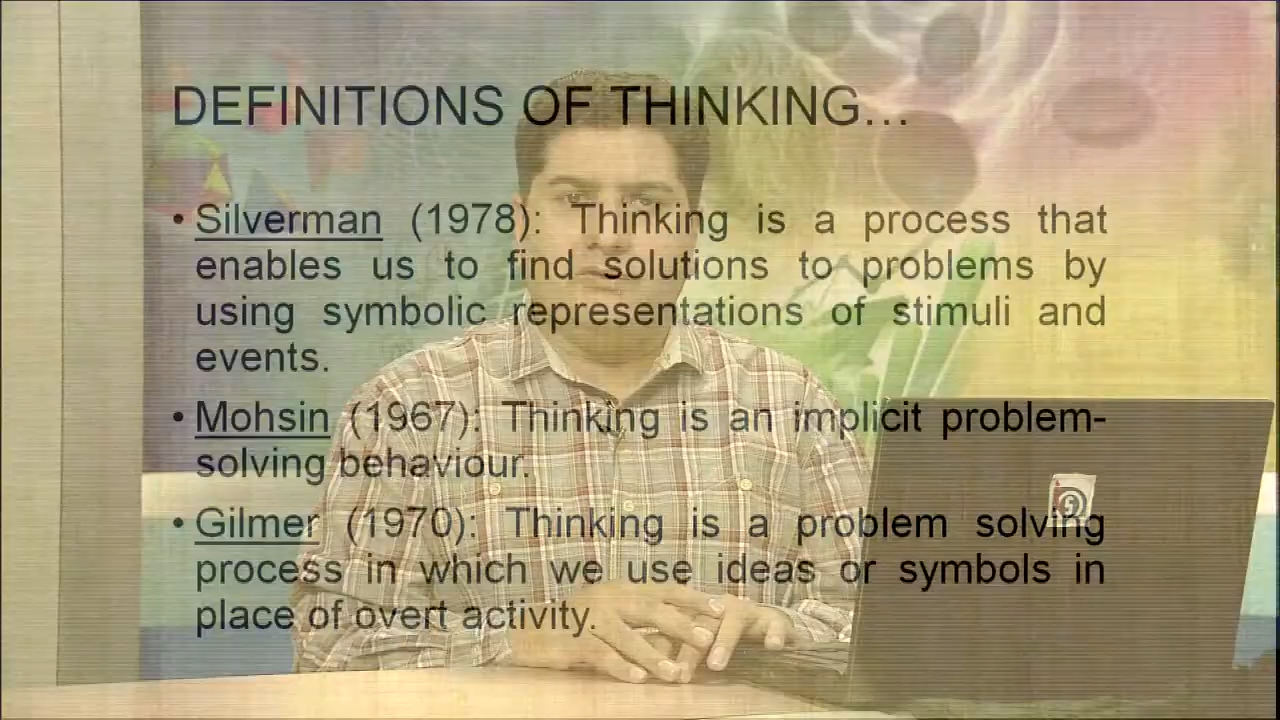 DEFINITIONS OF THINKING...
• Silverman (1978): Thinking is a process that
enables us to find solutions to problems by
using symbolic representations of stimuli and
events.
• Mohsin (1967): Thinking is an implicit problem-
solving behaviour.
• Gilmer (1970): Thinking is a problem solving
process in which we use ideas or symbols in
place of overt activity.